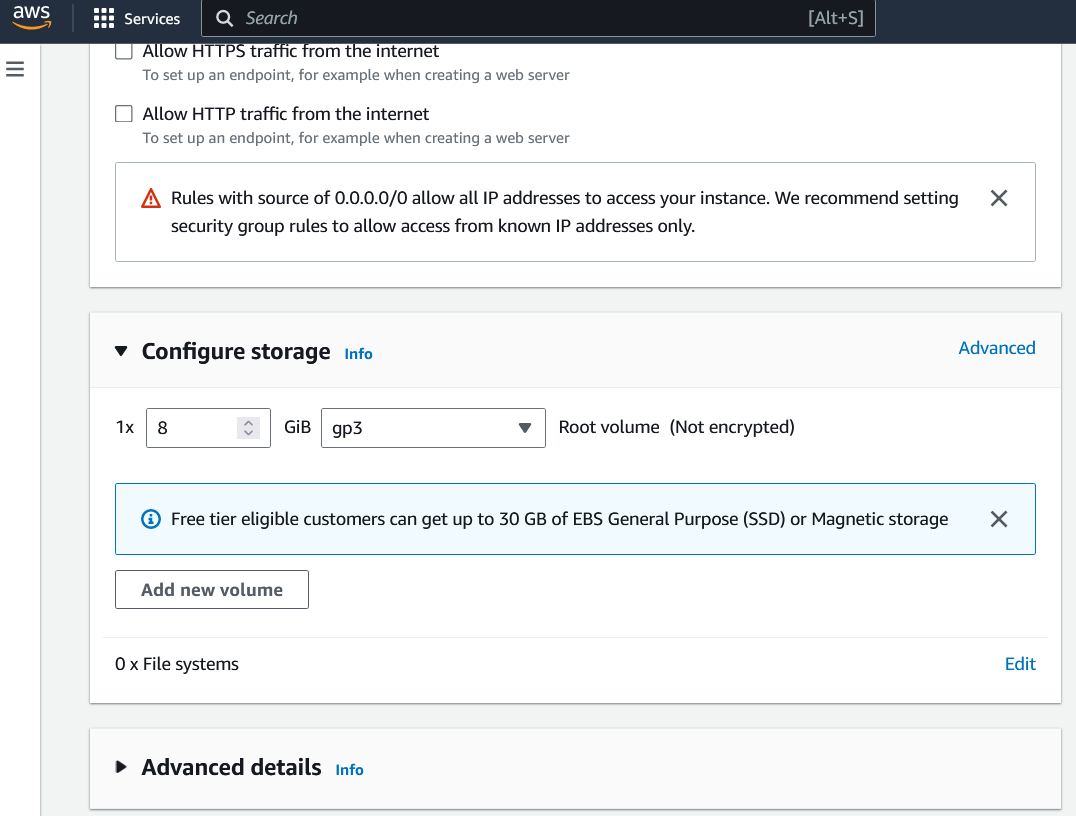 aws
Services
Search
[Alt+S]
Allow HTTPS traffic from the internet
To set up an endpoint, for example when creating a web server
Allow HTTP traffic from the internet
To set up an endpoint, for example when creating a web server
Rules with source of 0.0.0.0/0 allow all IP addresses to access your instance. We recommend setting
security group rules to allow access from known IP addresses only.
Configure storage Info
Advanced
1x 8 GiB gp3 Root volume (Not encrypted)
Free tier eligible customers can get up to 30 GB of EBS General Purpose (SSD) or Magnetic storage
Add new volume
0 x File systems
Edit
Advanced details Info